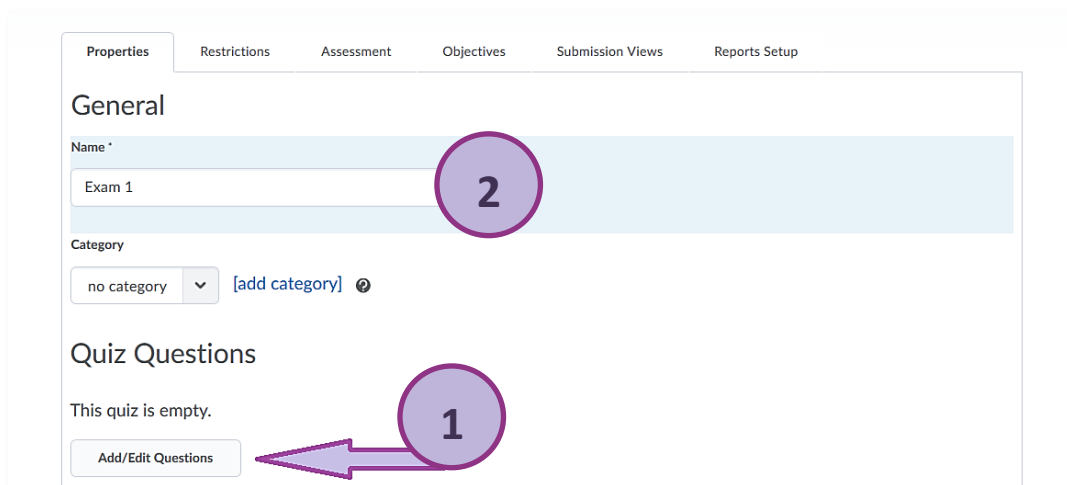 Properties Restrictions Assessment Objectives Submission Views Reports Setup
General
Name *
Exam 1
2
Category
no category [add category] ?
Quiz Questions
This quiz is empty.
1
Add/Edit Questions